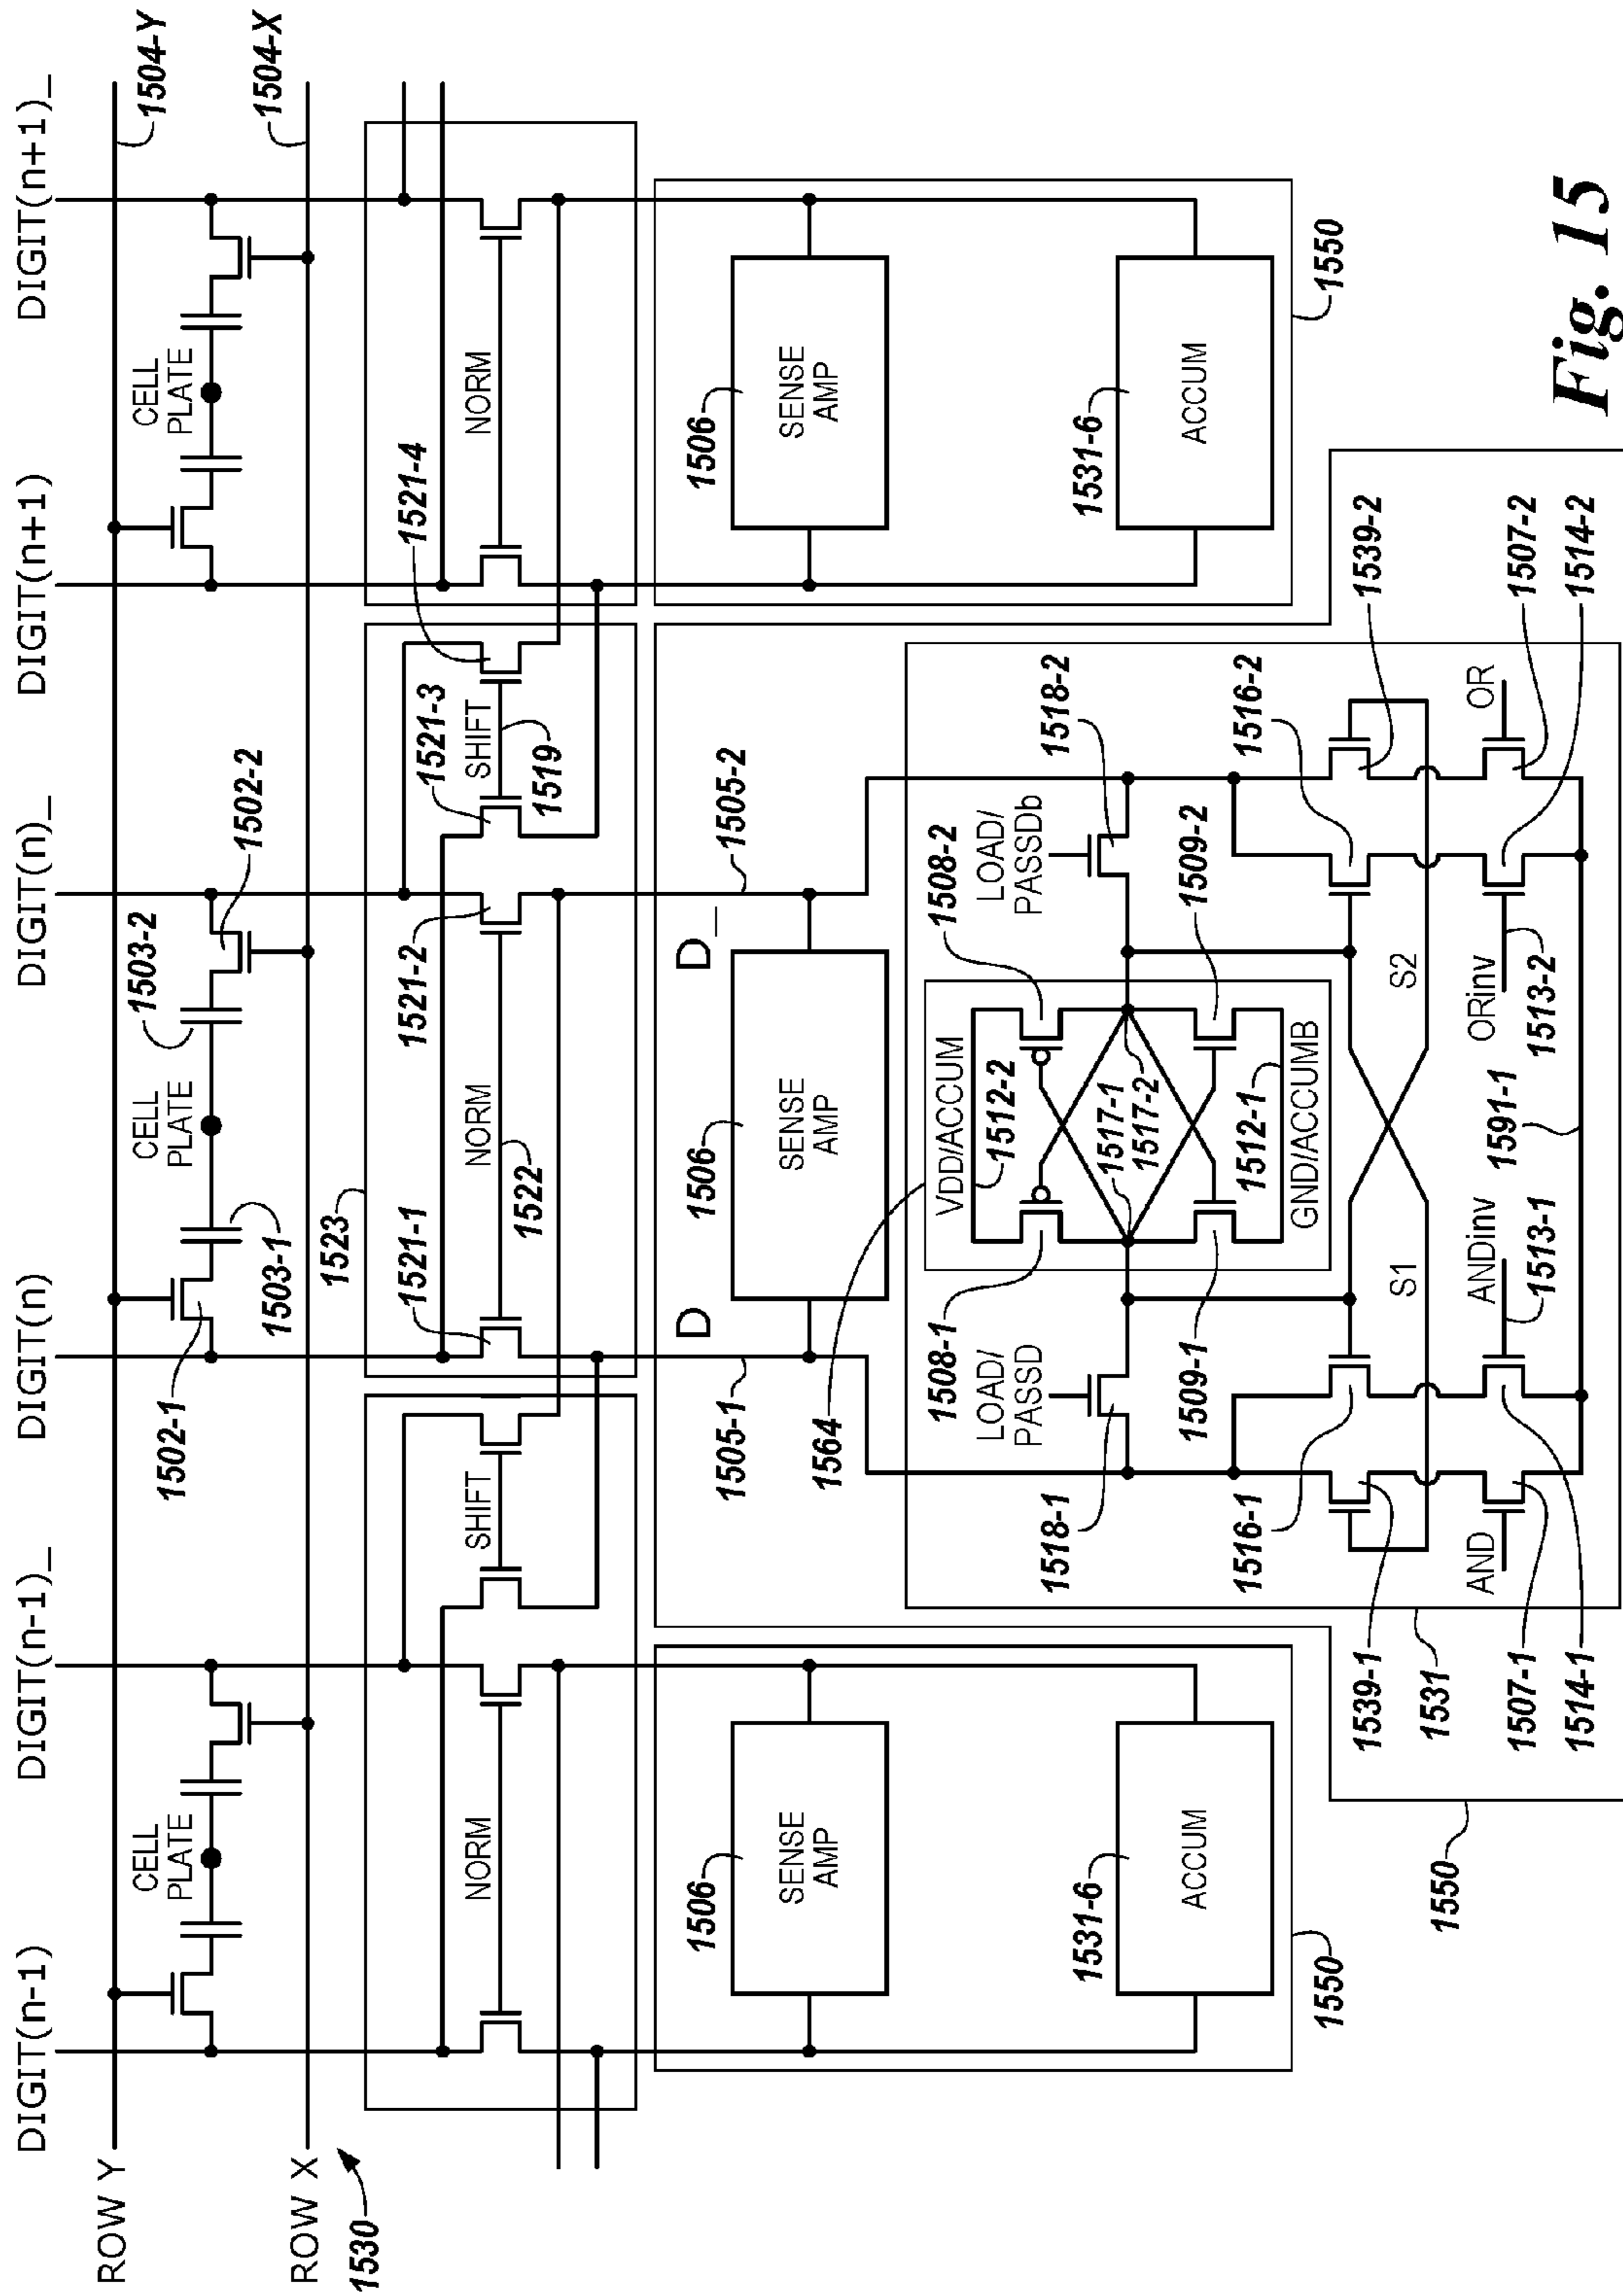 DIGIT(n-1)
DIGIT(n-1)_
DIGIT(n)
DIGIT(n)_
DIGIT(n+1)
DIGIT(n+1)_
ROW Y
1504-Y
CELL
PLATE
CELL
PLATE
CELL
PLATE
1503-2
1502-1
1503-1
1502-2
ROW X
1504-X
1530
1523
1521-1
1521-2
1521-3
1521-4
NORM
SHIFT
NORM
SHIFT
NORM
1522
1519
1505-1
D
D_
1505-2
1506
SENSE
AMP
1506
SENSE
AMP
1506
SENSE
AMP
1564
1508-1
1508-2
1518-2
LOAD/
PASSD
VDD/ACCUM
1512-2
LOAD/
PASSDb
1518-1
1517-1
1517-2
1509-1
1509-2
1512-1
GND/ACCUMB
1531-6
ACCUM
1531-6
ACCUM
1550
1550
1516-1
1516-2
1539-2
S1
S2
1539-1
1531
AND
ANDinv
ORinv
OR
1507-1
1513-1
1591-1
1513-2
1507-2
1514-1
1514-2
1550
Fig. 15